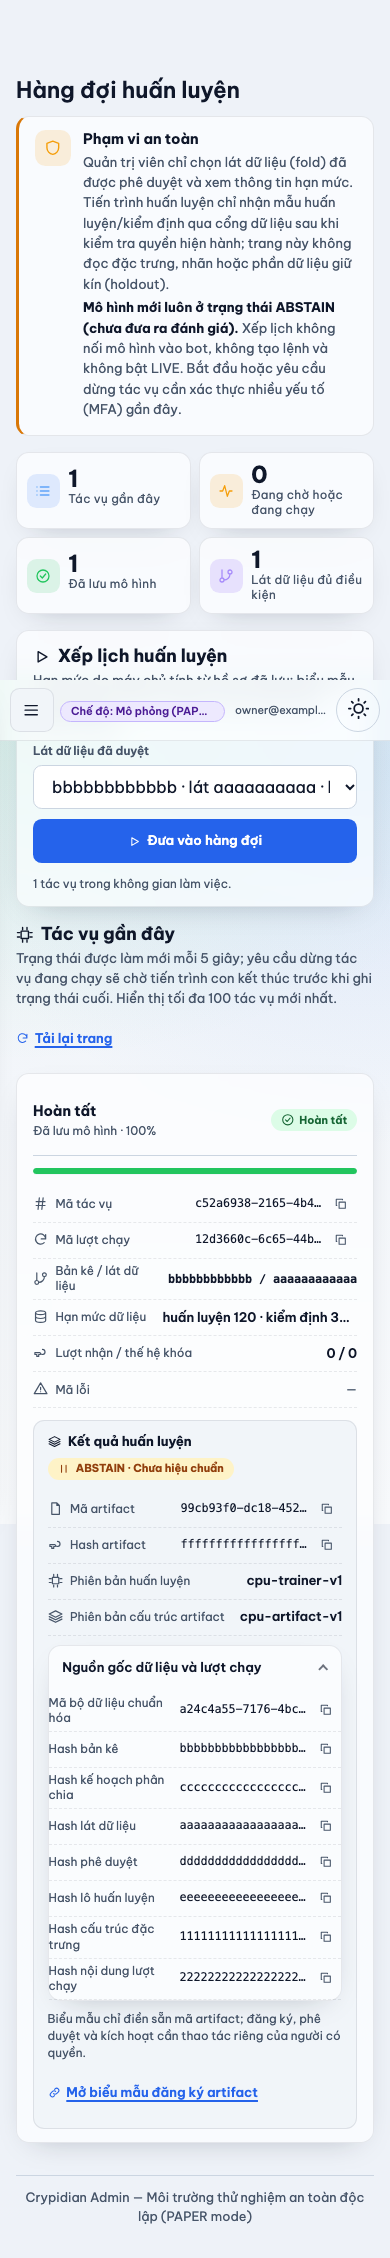 Hàng đợi huấn luyện
Phạm vi an toàn
Quản trị viên chỉ chọn lát dữ liệu (fold) đã
được phê duyệt và xem thông tin hạn mức.
Tiến trình huấn luyện chỉ nhận mẫu huấn
luyện/kiểm định qua cổng dữ liệu sau khi
kiểm tra quyền hiện hành; trang này không
đọc đặc trưng, nhãn hoặc phần dữ liệu giữ
kín (holdout).
Mô hình mới luôn ở trạng thái ABSTAIN
(chưa đưa ra đánh giá). Xếp lịch không
nối mô hình vào bot, không tạo lệnh và
không bật LIVE. Bắt đầu hoặc yêu cầu
dừng tác vụ cần xác thực nhiều yếu tố
(MFA) gần đây.
1
Tác vụ gần đây
0
Đang chờ hoặc
đang chạy
1
Đã lưu mô hình
1
Lát dữ liệu đủ điều
kiện
Xếp lịch huấn luyện
Chế độ: Mô phỏng (PAP...
owner@exampl...
Lát dữ liệu đã duyệt
bbbbbbbbbbbb · lát aaaaaaaaaa ·
Đưa vào hàng đợi
1 tác vụ trong không gian làm việc.
Tác vụ gần đây
Trạng thái được làm mới mỗi 5 giây; yêu cầu dừng tác
vụ đang chạy sẽ chờ tiến trình con kết thúc trước khi ghi
trạng thái cuối. Hiển thị tối đa 100 tác vụ mới nhất.
Tải lại trang
Hoàn tất
Đã lưu mô hình · 100%
Hoàn tất
Mã tác vụ
c52a6938–2165–4b4…
Mã lượt chạy
12d3660c–6c65–44b…
Bản kê / lát dữ
liệu
bbbbbbbbbbbb / aaaaaaaaaaaa
Hạn mức dữ liệu
huấn luyện 120 · kiểm định 3...
Lượt nhận / thế hệ khóa
0 / 0
Mã lỗi
—
Kết quả huấn luyện
ABSTAIN · Chưa hiệu chuẩn
Mã artifact
99cb93f0–dc18–452…
Hash artifact
fffffffffffffffff…
Phiên bản huấn luyện
cpu-trainer-v1
Phiên bản cấu trúc artifact
cpu-artifact-v1
Nguồn gốc dữ liệu và lượt chạy
Mã bộ dữ liệu chuẩn
hóa
a24c4a55–7176–4bc…
Hash bản kê
bbbbbbbbbbbbbbbbb…
Hash kế hoạch phân
chia
ccccccccccccccccc…
Hash lát dữ liệu
aaaaaaaaaaaaaaaaa…
Hash phê duyệt
ddddddddddddddddd…
Hash lô huấn luyện
eeeeeeeeeeeeeeeee…
Hash cấu trúc đặc
trưng
11111111111111111…
Hash nội dung lượt
chạy
22222222222222222…
Biểu mẫu chỉ điền sẵn mã artifact; đăng ký, phê
duyệt và kích hoạt cần thao tác riêng của người có
quyền.
Mở biểu mẫu đăng ký artifact
Crypidian Admin — Môi trường thử nghiệm an toàn độc
lập (PAPER mode)